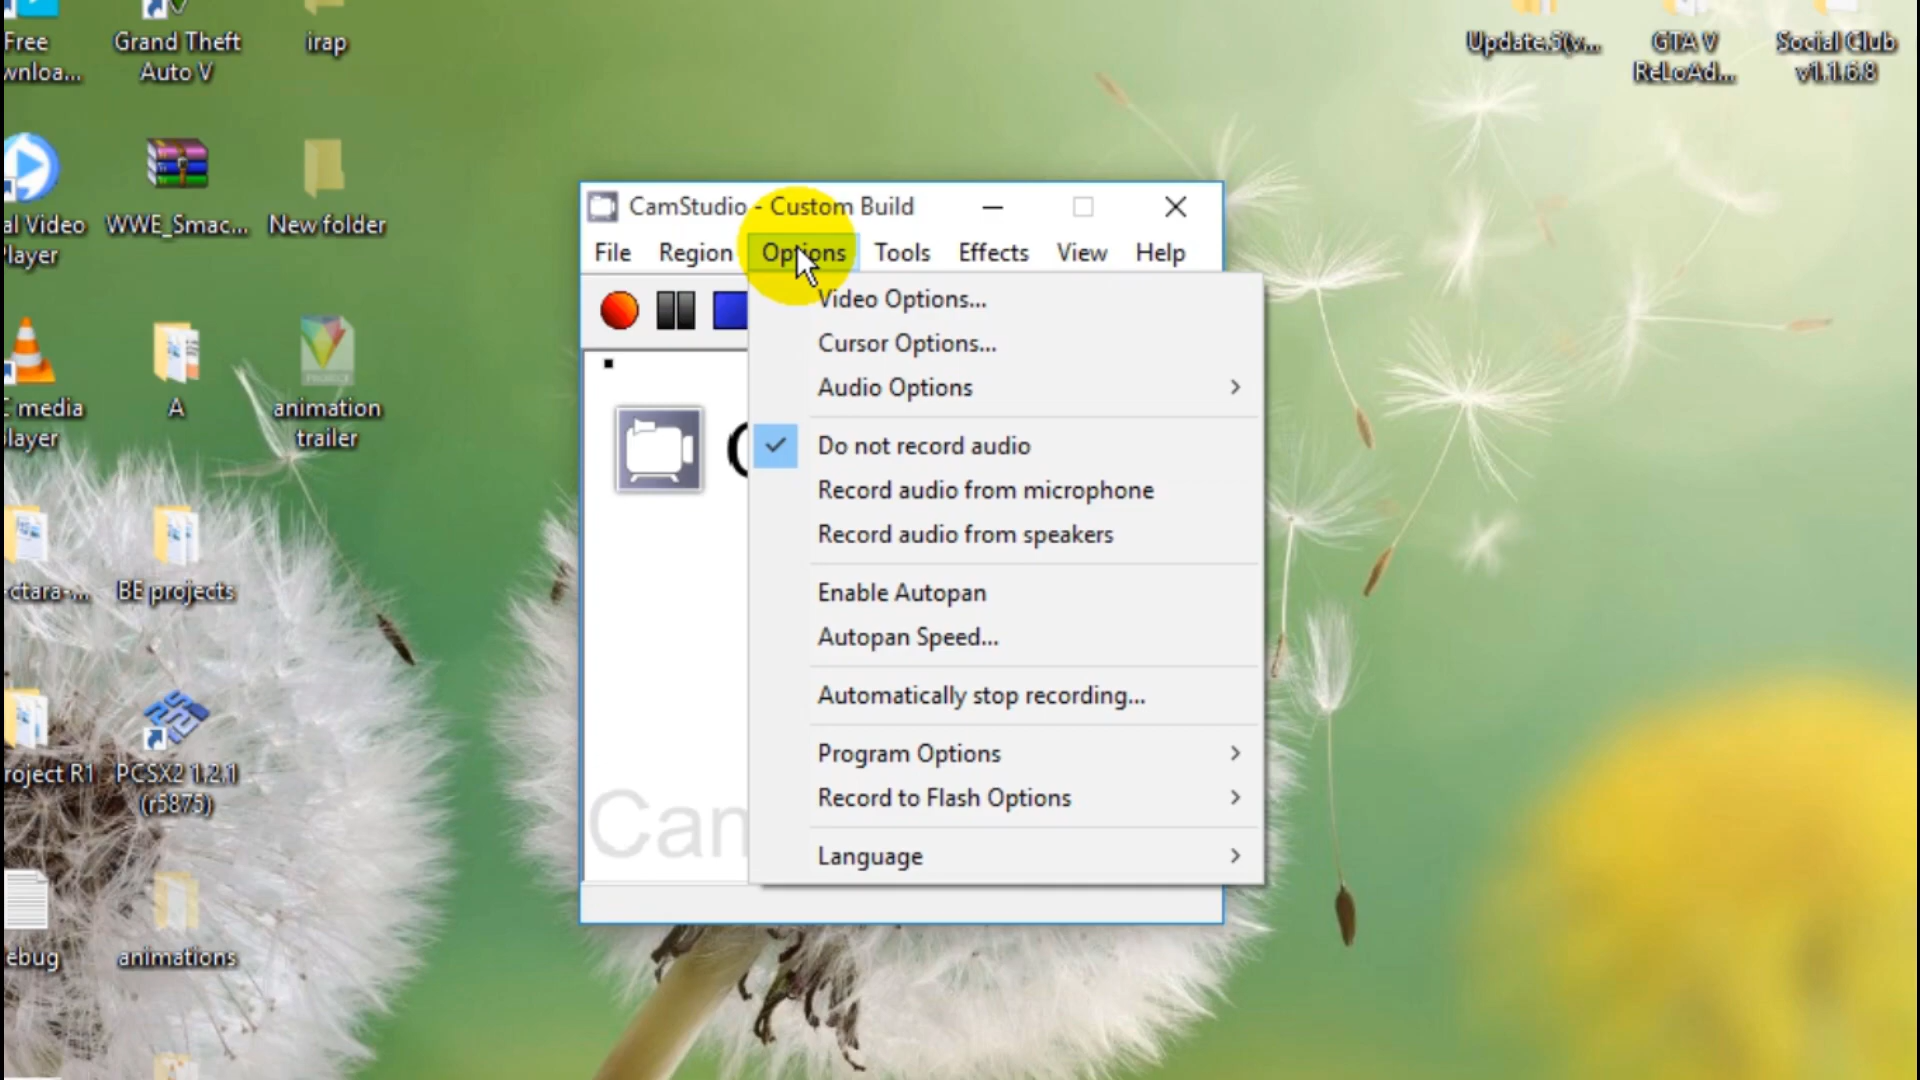 Free
wnloa...
Grand Theft
Auto V
irap
Update.5(v...
GTA V
ReLoAd...
Social Club
v1.1.6.8
al Video
Player
WWE_Smac...
New folder
C media
player
A
animation
trailer
-ctara-...
BE projects
roject R1
PCSX2 1.2.1
(r5875)
ebug
animations
CamStudio - Custom Build
File
Region
Options
Tools
Effects
View
Help
Video Options...
Cursor Options...
Audio Options
Do not record audio
Record audio from microphone
Record audio from speakers
Enable Autopan
Autopan Speed...
Automatically stop recording...
Program Options
Record to Flash Options
Language
C
Cam